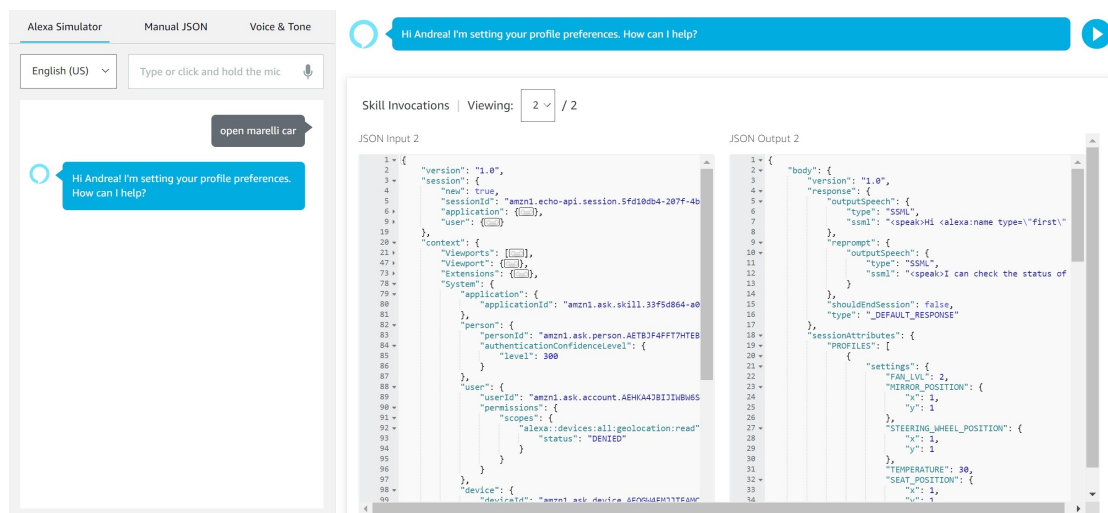 Alexa Simulator
Manual JSON
Voice & Tone
English (US)
Type or click and hold the mic
open marelli car
Hi Andrea! I'm setting your profile preferences.
How can I help?
Hi Andrea! I'm setting your profile preferences. How can I help?
Skill Invocations | Viewing: 2 / 2
JSON Input 2
1 {
2 "version": "1.0",
3 "session": {
4 "new": true,
5 "sessionId": "amzn1.echo-api.session.5fd10db4-207f-4b
6 "application": {
},
9 "user": {
}
19 },
20 "context": {
21 "Viewports": [
],
47 "Viewport": {
},
73 "Extensions": {
},
78 "System": {
79 "application": {
80 "applicationId": "amzn1.ask.skill.33f5d864-a0
81 },
82 "person": {
83 "personId": "amzn1.ask.person.AETBJF4FFT7HTEB
84 "authenticationConfidenceLevel": {
85 "level": 300
86 }
87 },
88 "user": {
89 "userId": "amzn1.ask.account.AEHKA4JBIJIWBW6S
90 "permissions": {
91 "scopes": {
92 "alexa::devices:all:geolocation:read"
93 "status": "DENIED"
94 }
95 }
96 }
97 },
98 "device": {
99
JSON Output 2
1 {
2 "body": {
3 "version": "1.0",
4 "response": {
5 "outputSpeech": {
6 "type": "SSML",
7 "ssml": "<speak>Hi <alexa:name type=\"first\"
8 },
9 "reprompt": {
10 "outputSpeech": {
11 "type": "SSML",
12 "ssml": "<speak>I can check the status of
13 }
14 },
15 "shouldEndSession": false,
16 "type": "_DEFAULT_RESPONSE"
17 },
18 "sessionAttributes": {
19 "PROFILES": [
20 {
21 "settings": {
22 "FAN_LVL": 2,
23 "MIRROR_POSITION": {
24 "x": 1,
25 "y": 1
26 },
27 "STEERING_WHEEL_POSITION": {
28 "x": 1,
29 "y": 1
30 },
31 "TEMPERATURE": 30,
32 "SEAT_POSITION": {
33 "x": 1,
34 "y": 1